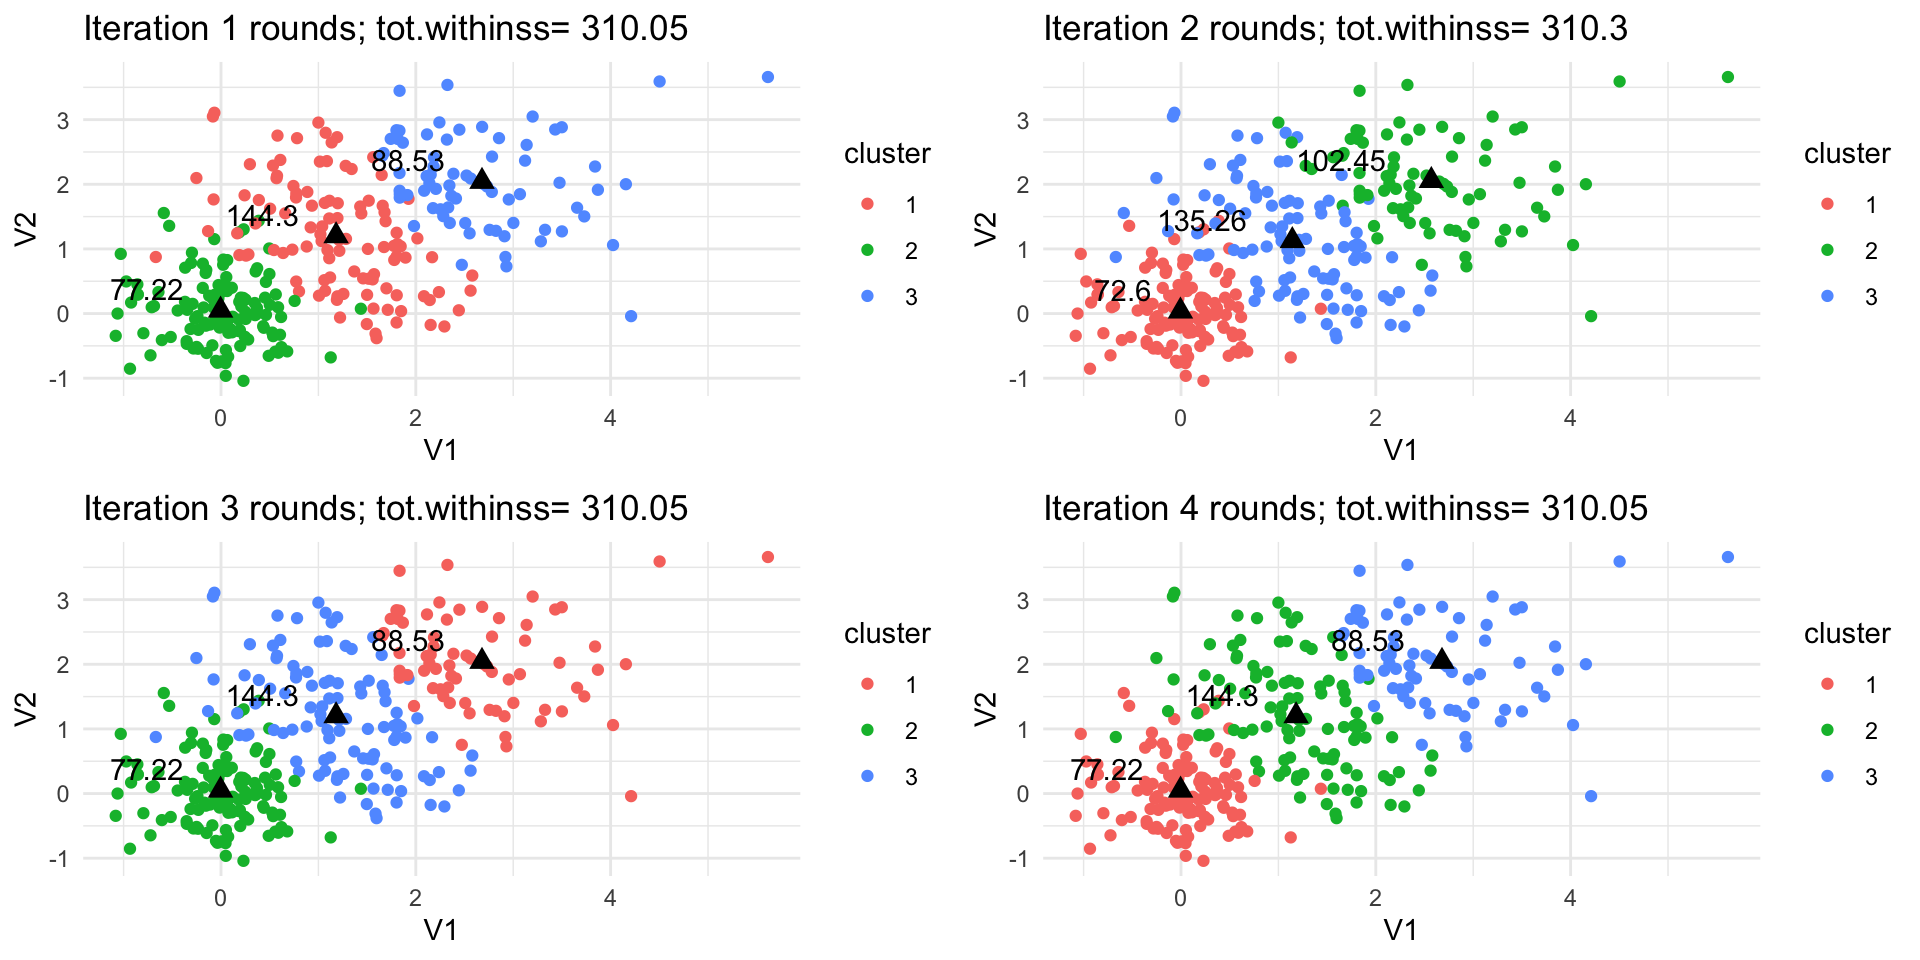 Iteration 1 rounds; tot.withinss= 310.05
V2
3
2
1
0
-1
88.53
144.3
77.22
0 2 4
V1
cluster
1
2
3
Iteration 2 rounds; tot.withinss= 310.3
V2
3
2
1
0
-1
102.45
135.26
72.6
0 2 4
V1
cluster
1
2
3
Iteration 3 rounds; tot.withinss= 310.05
V2
3
2
1
0
-1
88.53
144.3
77.22
0 2 4
V1
cluster
1
2
3
Iteration 4 rounds; tot.withinss= 310.05
V2
3
2
1
0
-1
88.53
144.3
77.22
0 2 4
V1
cluster
1
2
3